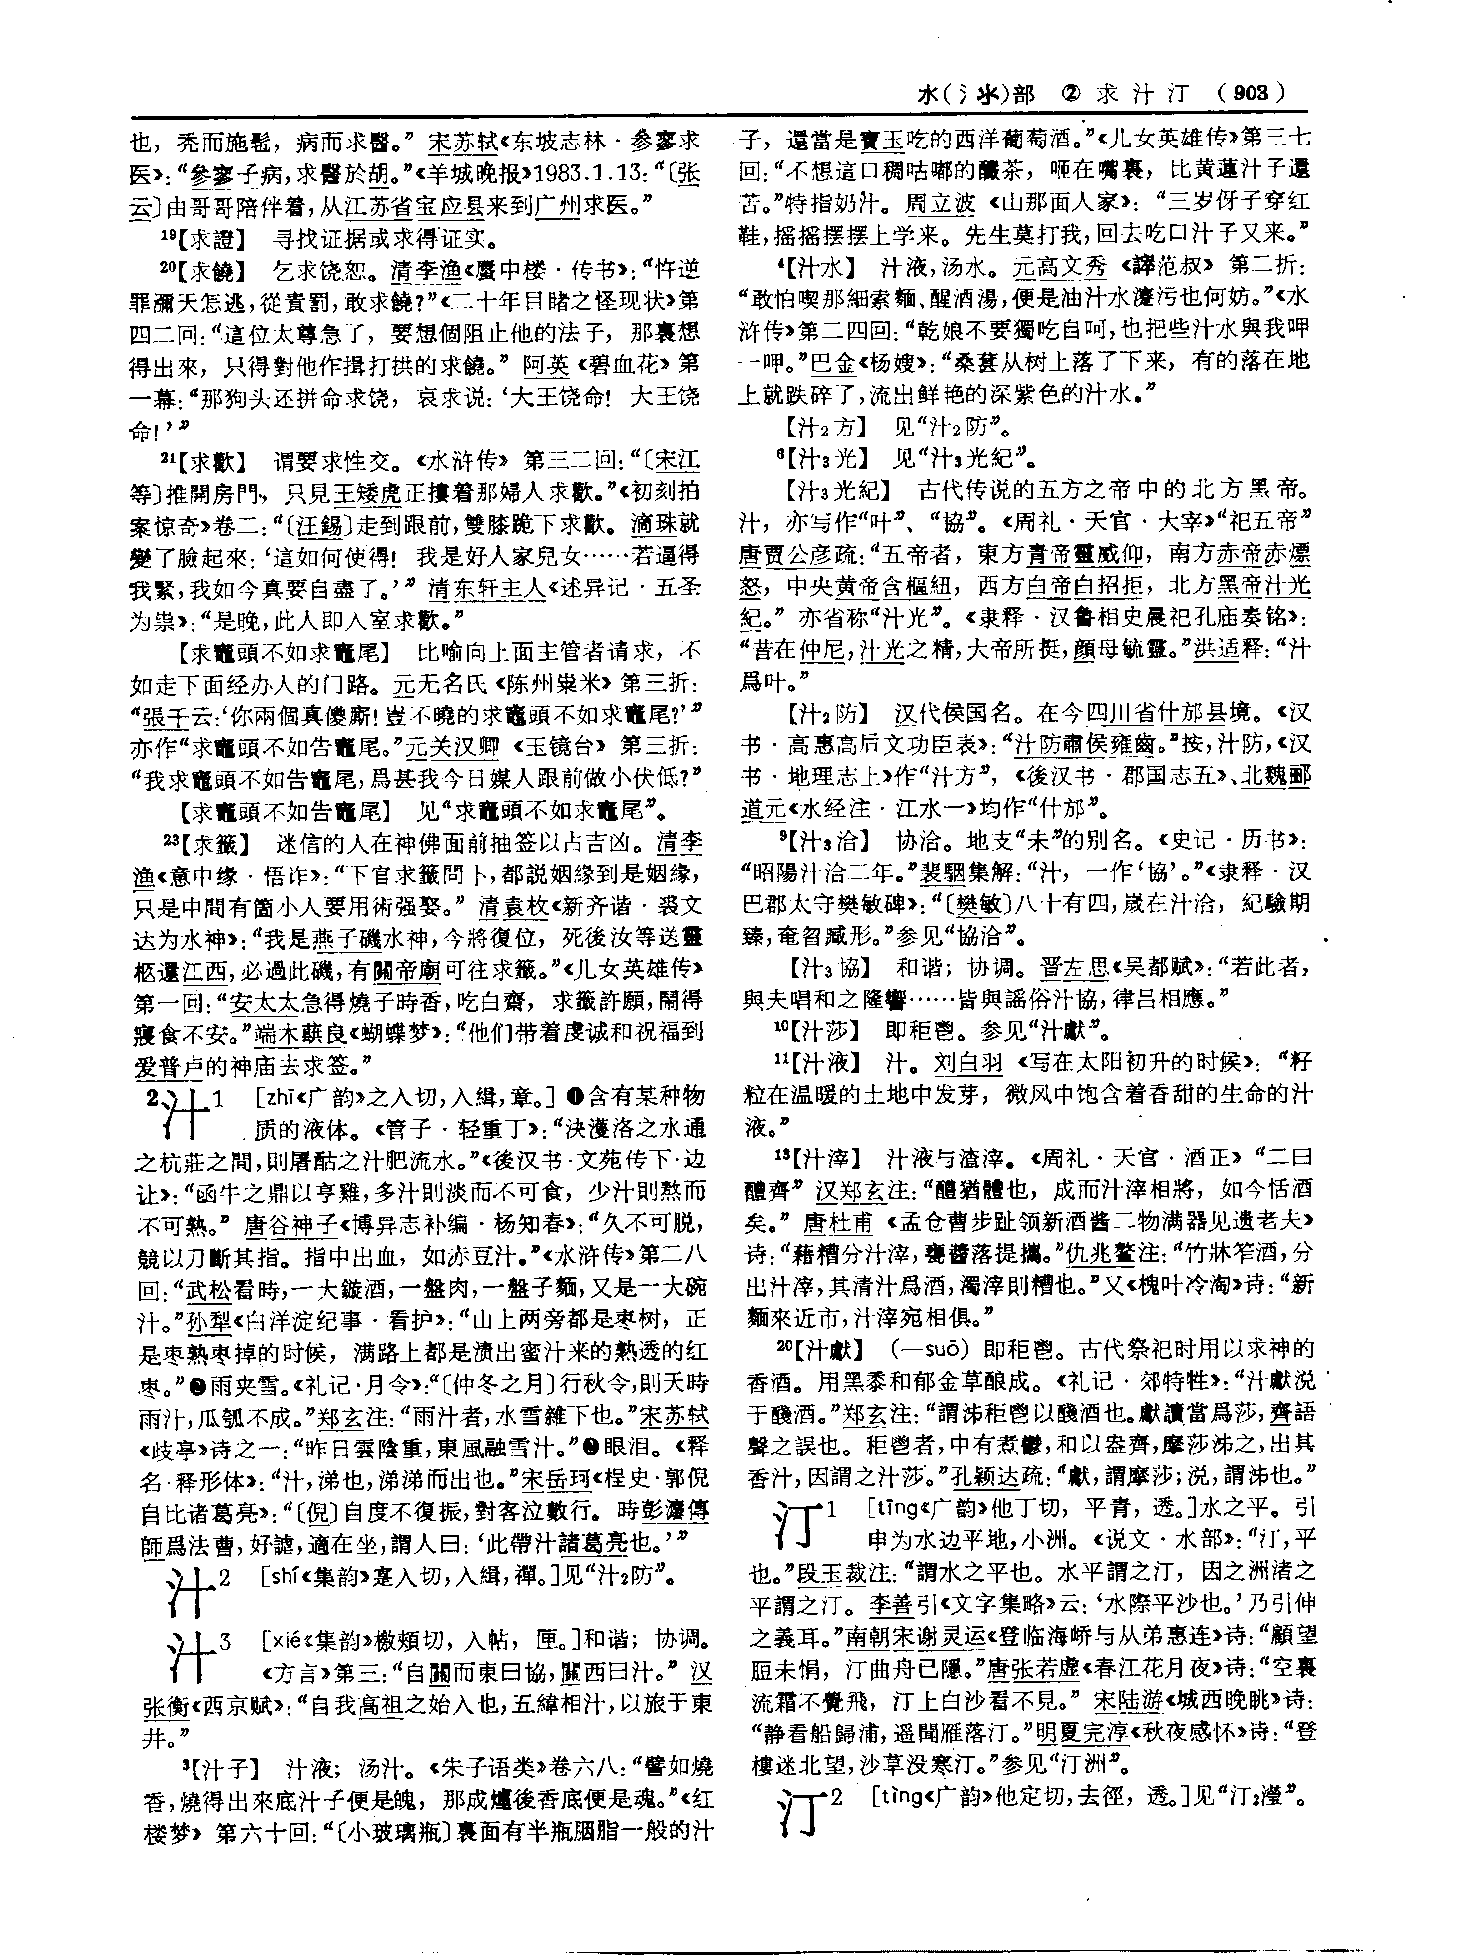 水(氵氺)部 ② 求汁汀 (903)
也，秃而施髢，病而求醫。”宋苏轼《东坡志林·参寥求
医》：“參寥子病，求醫於胡。”《羊城晚报》1983.1.13：“〔张
云〕由哥哥陪伴着，从江苏省宝应县来到广州求医。”
19【求證】 寻找证据或求得证实。
20【求饒】 乞求饶恕。清李渔《蜃中楼·传书》：“忤逆
罪彌天怎逃，從實罰，敢求饒？”《二十年目睹之怪现状》第
四二回：“這位太尊急了，要想個阻止他的法子，那裏想
得出來，只得對他作揖打拱的求饒。”阿英《碧血花》第
一幕：“那狗头还拼命求饶，哀求说：‘大王饶命！大王饶
命！’”
21【求歡】 谓要求性交。《水浒传》第三二回：“〔宋江
等〕推開房門，只見王矮虎正摟着那婦人求歡。”《初刻拍
案惊奇》卷二：“〔汪錫〕走到跟前，雙膝跪下求歡。滴珠就
變了臉起來：‘這如何使得！我是好人家兒女……若逼得
我緊，我如今真要自盡了。’”清东轩主人《述异记·五圣
为祟》：“是晚，此人即入室求歡。”
【求竈頭不如求竈尾】 比喻向上面主管者请求，不
如走下面经办人的门路。元无名氏《陈州粜米》第三折：
“張千云：‘你兩個真傻廝！豈不曉的求竈頭不如求竈尾？’”
亦作“求竈頭不如告竈尾。”元关汉卿《玉镜台》第三折：
“我求竈頭不如告竈尾，爲甚我今日媒人跟前做小伏低？”
【求竈頭不如告竈尾】 见“求竈頭不如求竈尾”。
23【求籤】 迷信的人在神佛面前抽签以占吉凶。清李
渔《意中缘·悟诈》：“下官求籤問卜，都説姻缘到是姻缘，
只是中間有箇小人要用術强娶。”清袁枚《新齐谐·裘文
达为水神》：“我是燕子磯水神，今將復位，死後汝等送靈
柩還江西，必過此磯，有關帝廟可往求籤。”《儿女英雄传》
第一回：“安太太急得燒子時香，吃白齋，求籤許願，鬧得
寢食不安。”端木蕻良《蝴蝶梦》：“他们带着虔诚和祝福到
爱普卢的神庙去求签。”
2汁1 [zhī《广韵》之入切，入緝，章。]❶含有某种物
质的液体。《管子·轻重丁》：“決瀀洛之水通
之杭莊之間，則屠酤之汁肥流水。”《後汉书·文苑传下·边
让》：“函牛之鼎以亨雞，多汁則淡而不可食，少汁則熬而
不可熟。”唐谷神子《博异志补编·杨知春》：“久不可脱，
競以刀斷其指。指中出血，如赤豆汁。”《水浒传》第二八
回：“武松看時，一大鏇酒，一盤肉，一盤子麵，又是一大碗
汁。”孙犁《白洋淀纪事·看护》：“山上两旁都是枣树，正
是枣熟枣掉的时候，满路上都是溃出蜜汁来的熟透的红
枣。”❷雨夹雪。《礼记·月令》：“〔仲冬之月〕行秋令，則天時
雨汁，瓜瓠不成。”郑玄注：“雨汁者，水雪雜下也。”宋苏轼
《歧亭》诗之一：“昨日雲陰重，東風融雪汁。”❸眼泪。《释
名·释形体》：“汁，涕也，涕涕而出也。”宋岳珂《桯史·郭倪
自比诸葛亮》：“〔倪〕自度不復振，對客泣數行。時彭瀍傅
師爲法曹，好謔，適在坐，謂人曰：‘此帶汁諸葛亮也。’”
汁2 [shí《集韵》寔入切，入緝，禪。]见“汁2防”。
汁3 [xié《集韵》檄頰切，入帖，匣。]和谐；协调。
《方言》第三：“自關而東曰協，關西曰汁。”汉
张衡《西京赋》：“自我高祖之始入也，五緯相汁，以旅于東
井。”
3【汁子】 汁液；汤汁。《朱子语类》卷六八：“譬如燒
香，燒得出來底汁子便是魄，那成爐後香底便是魂。”《红
楼梦》第六十回：“〔小玻璃瓶〕裏面有半瓶胭脂一般的汁
子，還當是寶玉吃的西洋葡萄酒。”《儿女英雄传》第三七
回：“不想這口稠咕嘟的釅茶，咂在嘴裏，比黄蓮汁子還
苦。”特指奶汁。周立波《山那面人家》：“三岁伢子穿红
鞋，摇摇摆摆上学来。先生莫打我，回去吃口汁子又来。”
4【汁水】 汁液，汤水。元高文秀《誶范叔》第二折：
“敢怕喫那細索麵、醒酒湯，便是油汁水濅污也何妨。”《水
浒传》第二四回：“乾娘不要獨吃自呵，也把些汁水與我呷
一呷。”巴金《杨嫂》：“桑葚从树上落了下来，有的落在地
上就跌碎了，流出鲜艳的深紫色的汁水。”
【汁2方】 见“汁2防”。
6【汁3光】 见“汁3光紀”。
【汁3光紀】 古代传说的五方之帝中的北方黑帝。
汁，亦写作“叶”、“協”。《周礼·天官·大宰》“祀五帝”
唐贾公彦疏：“五帝者，東方青帝靈威仰，南方赤帝赤熛
怒，中央黄帝含樞紐，西方白帝白招拒，北方黑帝汁光
紀。”亦省称“汁光”。《隶释·汉鲁相史晨祀孔庙奏铭》：
“昔在仲尼，汁光之精，大帝所挺，顔母毓靈。”洪适释：“汁
爲叶。”
【汁2防】 汉代侯国名。在今四川省什邡县境。《汉
书·高惠高后文功臣表》：“汁防肅侯雍齒。”按，汁防，《汉
书·地理志上》作“汁方”，《後汉书·郡国志五》、北魏郦
道元《水经注·江水一》均作“什邡”。
9【汁3洽】 协洽。地支“未”的别名。《史记·历书》：
“昭陽汁洽二年。”裴駰集解：“汁，一作‘協’。”《隶释·汉
巴郡太守樊敏碑》：“〔樊敏〕八十有四，嵗在汁洽，紀驗期
臻，奄曶臧形。”参见“協洽”。
【汁3協】 和谐；协调。晋左思《吴都赋》：“若此者，
與夫唱和之隆響……皆與謡俗汁協，律吕相應。”
10【汁莎】 即秬鬯。参见“汁獻”。
11【汁液】 汁。刘白羽《写在太阳初升的时候》：“籽
粒在温暖的土地中发芽，微风中饱含着香甜的生命的汁
液。”
13【汁滓】 汁液与渣滓。《周礼·天官·酒正》“二曰
醴齊”汉郑玄注：“醴猶體也，成而汁滓相將，如今恬酒
矣。”唐杜甫《孟仓曹步趾领新酒酱二物满器见遗老夫》
诗：“藉糟分汁滓，甕醬落提攜。”仇兆鳌注：“竹牀笮酒，分
出汁滓，其清汁爲酒，濁滓則糟也。”又《槐叶冷淘》诗：“新
麵來近市，汁滓宛相俱。”
20【汁獻】 （—suō）即秬鬯。古代祭祀时用以求神的
香酒。用黑黍和郁金草酿成。《礼记·郊特牲》：“汁獻涚
于醆酒。”郑玄注：“謂泲秬鬯以醆酒也。獻讀當爲莎，齊語
聲之誤也。秬鬯者，中有煮鬱，和以盎齊，摩莎泲之，出其
香汁，因謂之汁莎。”孔颖达疏：“獻，謂摩莎；涚，謂泲也。”
汀1 [tīng《广韵》他丁切，平青，透。]水之平。引
申为水边平地，小洲。《说文·水部》：“汀，平
也。”段玉裁注：“謂水之平也。水平謂之汀，因之洲渚之
平謂之汀。李善引《文字集略》云：‘水際平沙也。’乃引伸
之義耳。”南朝宋谢灵运《登临海峤与从弟惠连》诗：“顧望
脰未悁，汀曲舟已隱。”唐张若虚《春江花月夜》诗：“空裏
流霜不覺飛，汀上白沙看不見。”宋陆游《城西晚眺》诗：
“静看船歸浦，遥聞雁落汀。”明夏完淳《秋夜感怀》诗：“登
樓迷北望，沙草没寒汀。”参见“汀洲”。
汀2 [tìng《广韵》他定切，去徑，透。]见“汀2瀅”。